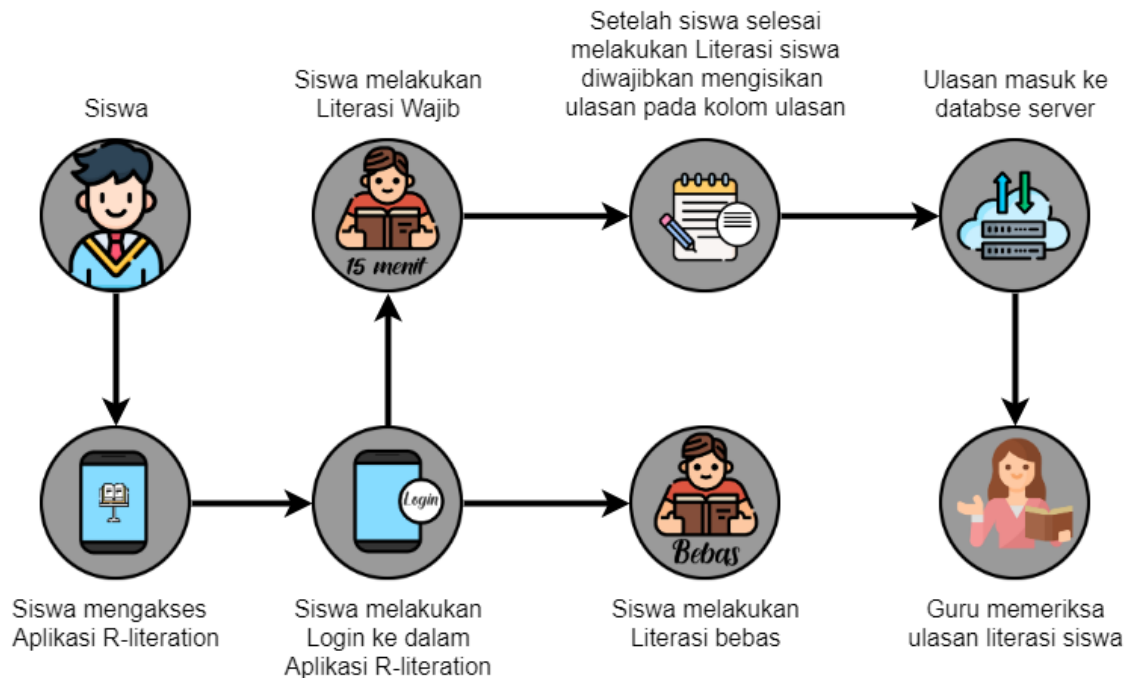 Siswa
Siswa melakukan
Literasi Wajib
Setelah siswa selesai
melakukan Literasi siswa
diwajibkan mengisikan
ulasan pada kolom ulasan
Ulasan masuk ke
databse server
15 menit
Login
Bebas
Siswa mengakses
Aplikasi R-literation
Siswa melakukan
Login ke dalam
Aplikasi R-literation
Siswa melakukan
Literasi bebas
Guru memeriksa
ulasan literasi siswa